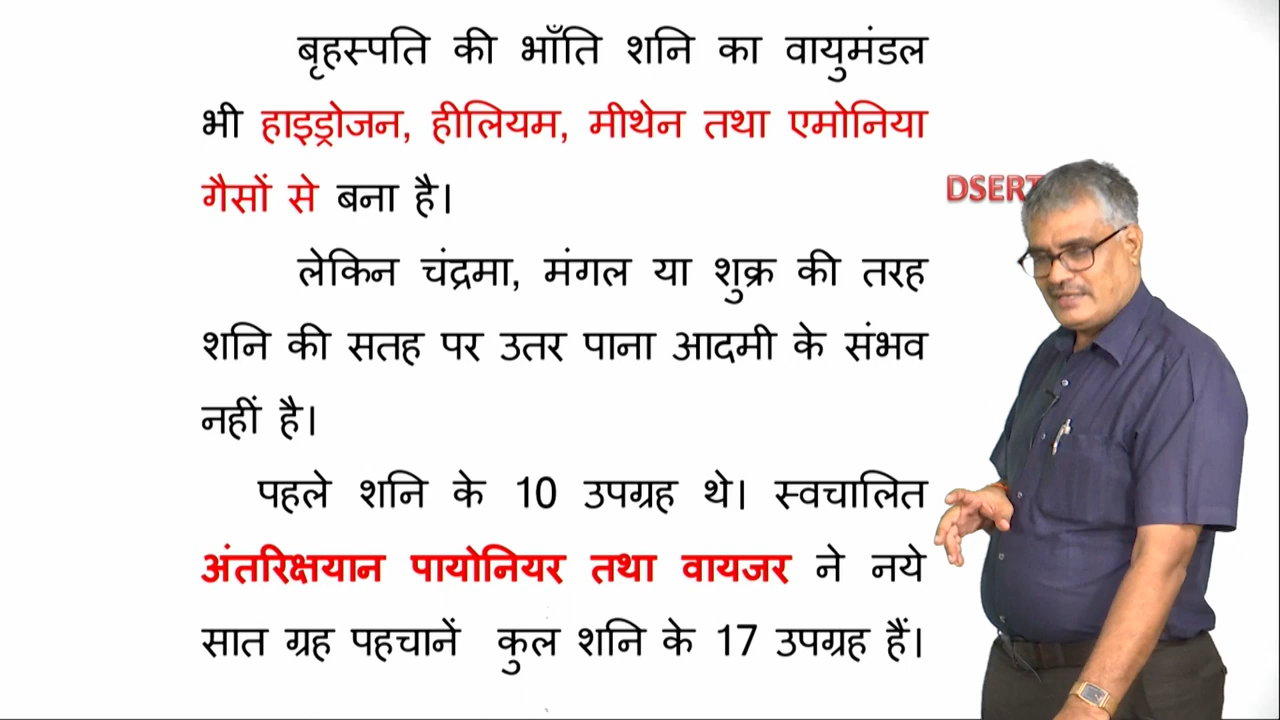 बृहस्पति की भाँति शनि का वायुमंडल
भी हाइड्रोजन, हीलियम, मीथेन तथा एमोनिया
गैसों से बना है।
लेकिन चंद्रमा, मंगल या शुक्र की तरह
शनि की सतह पर उतर पाना आदमी के संभव
नहीं है।
पहले शनि के 10 उपग्रह थे। स्वचालित
अंतरिक्षयान पायोनियर तथा वायजर ने नये
सात ग्रह पहचानें कुल शनि के 17 उपग्रह हैं।
DSERT